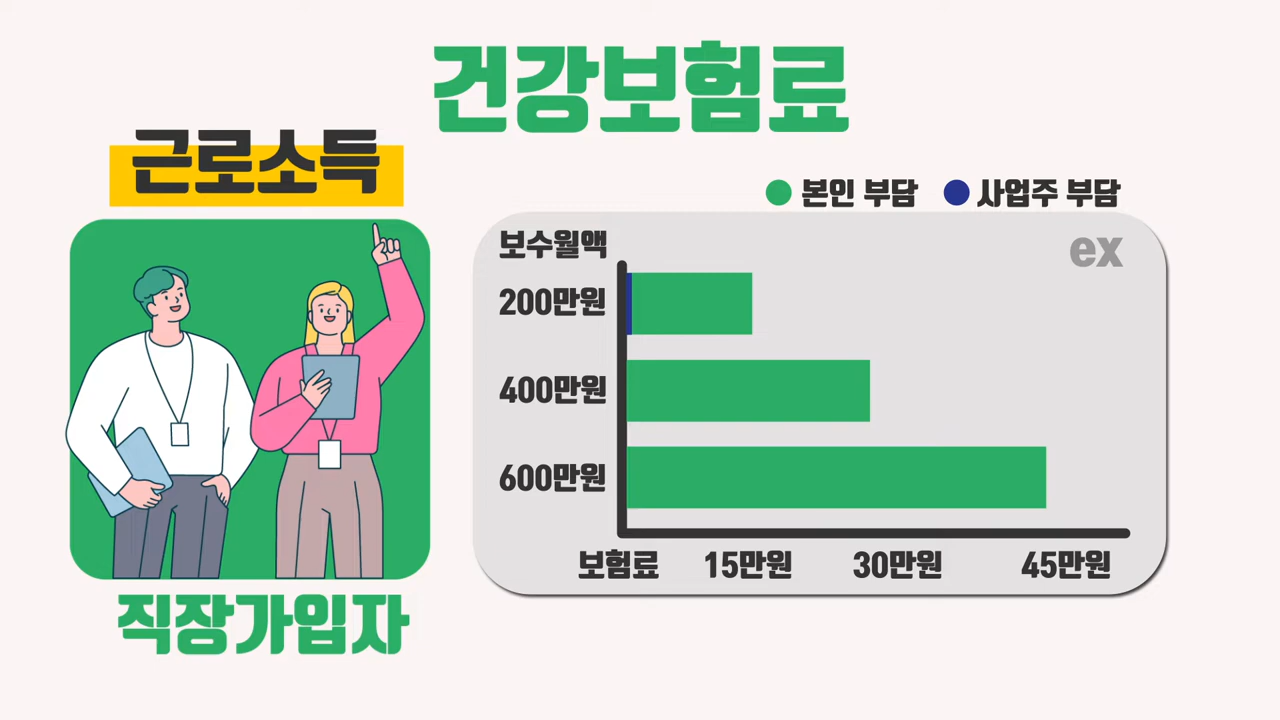 건강보험료
근로소득
본인 부담 사업주 부담
보수월액
ex
200만원
400만원
600만원
보험료 15만원 30만원 45만원
직장가입자